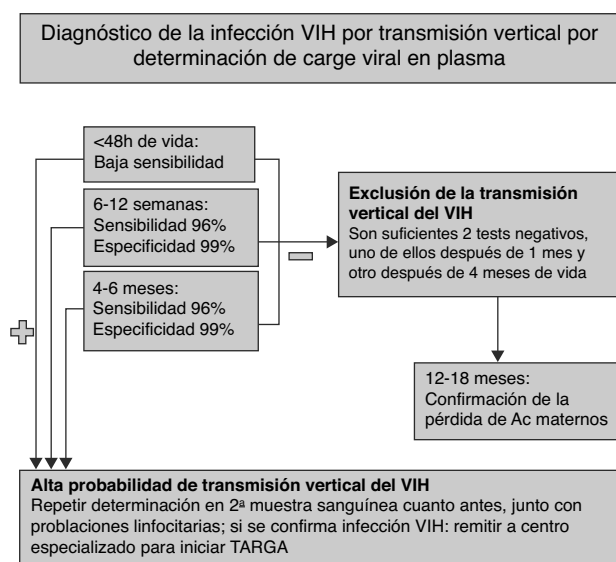 Diagnóstico de la infección VIH por transmisión vertical por
determinación de carge viral en plasma
<48h de vida:
Baja sensibilidad
6-12 semanas:
Sensibilidad 96%
Especificidad 99%
4-6 meses:
Sensibilidad 96%
Especificidad 99%
Exclusión de la transmisión
vertical del VIH
Son suficientes 2 tests negativos,
uno de ellos después de 1 mes y
otro después de 4 meses de vida
12-18 meses:
Confirmación de la
pérdida de Ac maternos
Alta probabilidad de transmisión vertical del VIH
Repetir determinación en 2ª muestra sanguínea cuanto antes, junto con
problaciones linfocitarias; si se confirma infección VIH: remitir a centro
especializado para iniciar TARGA